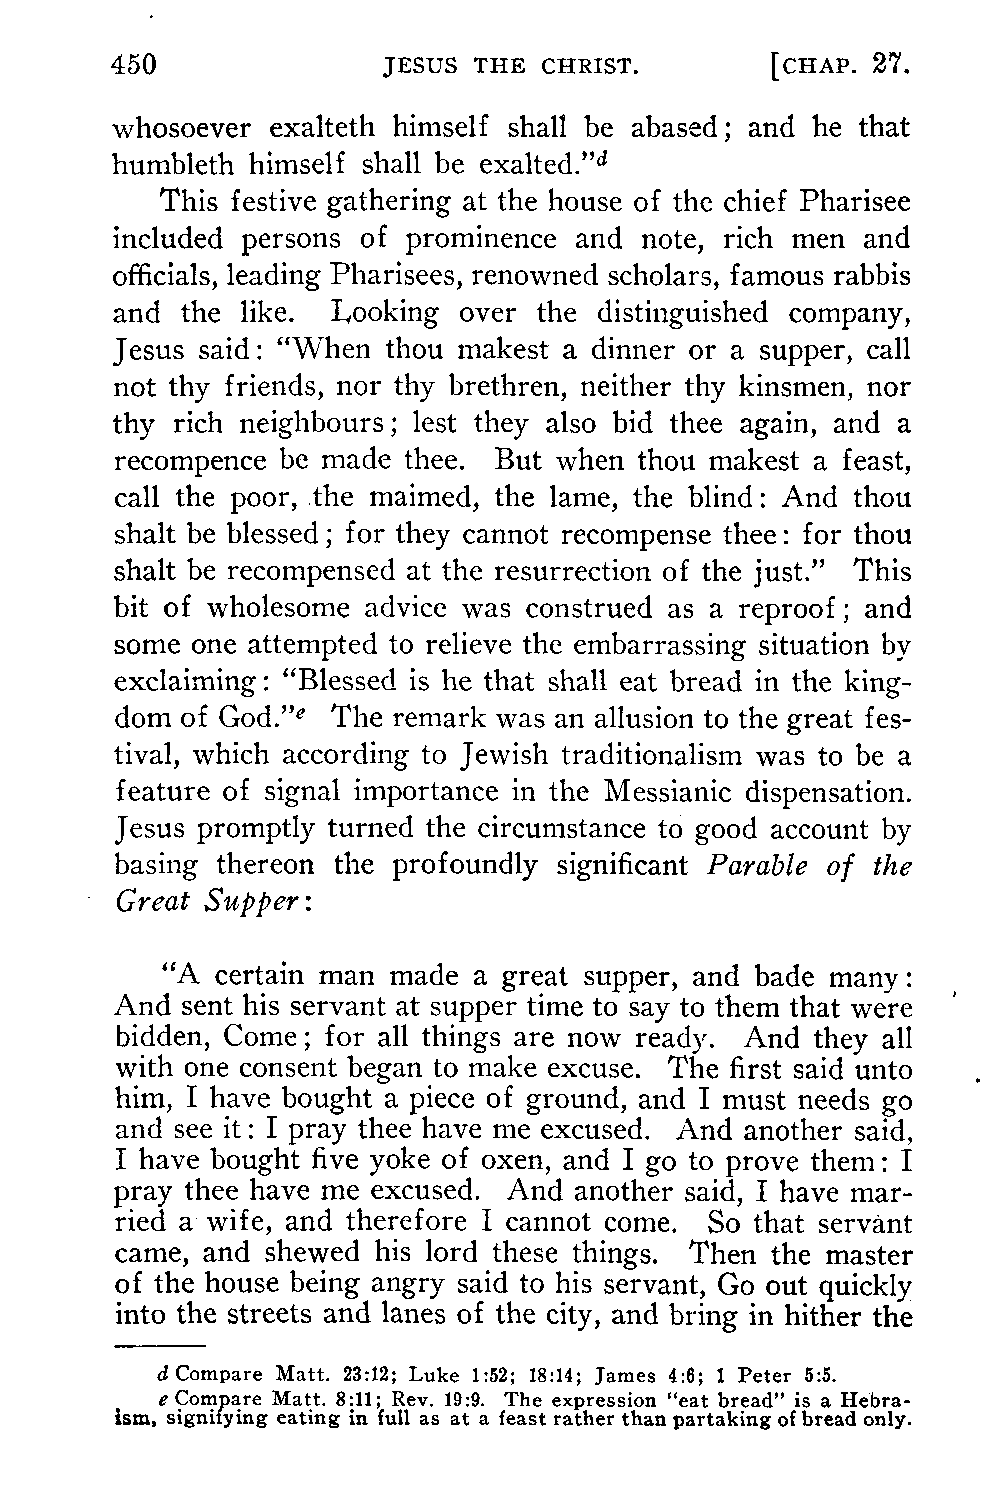 450 JESUS THE CHRIST. [CHAP. 27.
whosoever exalteth himself shall be abased; and he that
humbleth himself shall be exalted."d
This festive gathering at the house of the chief Pharisee
included persons of prominence and note, rich men and
officials, leading Pharisees, renowned scholars, famous rabbis
and the like. Looking over the distinguished company,
Jesus said: "When thou makest a dinner or a supper, call
not thy friends, nor thy brethren, neither thy kinsmen, nor
thy rich neighbours; lest they also bid thee again, and a
recompence be made thee. But when thou makest a feast,
call the poor, the maimed, the lame, the blind: And thou
shalt be blessed; for they cannot recompense thee: for thou
shalt be recompensed at the resurrection of the just." This
bit of wholesome advice was construed as a reproof; and
some one attempted to relieve the embarrassing situation by
exclaiming: "Blessed is he that shall eat bread in the king-
dom of God."e The remark was an allusion to the great fes-
tival, which according to Jewish traditionalism was to be a
feature of signal importance in the Messianic dispensation.
Jesus promptly turned the circumstance to good account by
basing thereon the profoundly significant Parable of the
Great Supper:
"A certain man made a great supper, and bade many:
And sent his servant at supper time to say to them that were
bidden, Come; for all things are now ready. And they all
with one consent began to make excuse. The first said unto
him, I have bought a piece of ground, and I must needs go
and see it: I pray thee have me excused. And another said,
I have bought five yoke of oxen, and I go to prove them: I
pray thee have me excused. And another said, I have mar-
ried a wife, and therefore I cannot come. So that servant
came, and shewed his lord these things. Then the master
of the house being angry said to his servant, Go out quickly
into the streets and lanes of the city, and bring in hither the
d Compare Matt. 23:12; Luke 1:52; 18:14; James 4:6; 1 Peter 5:5.
e Compare Matt. 8:11; Rev. 19:9. The expression "eat bread" is a Hebra-
ism, signifying eating in full as at a feast rather than partaking of bread only.